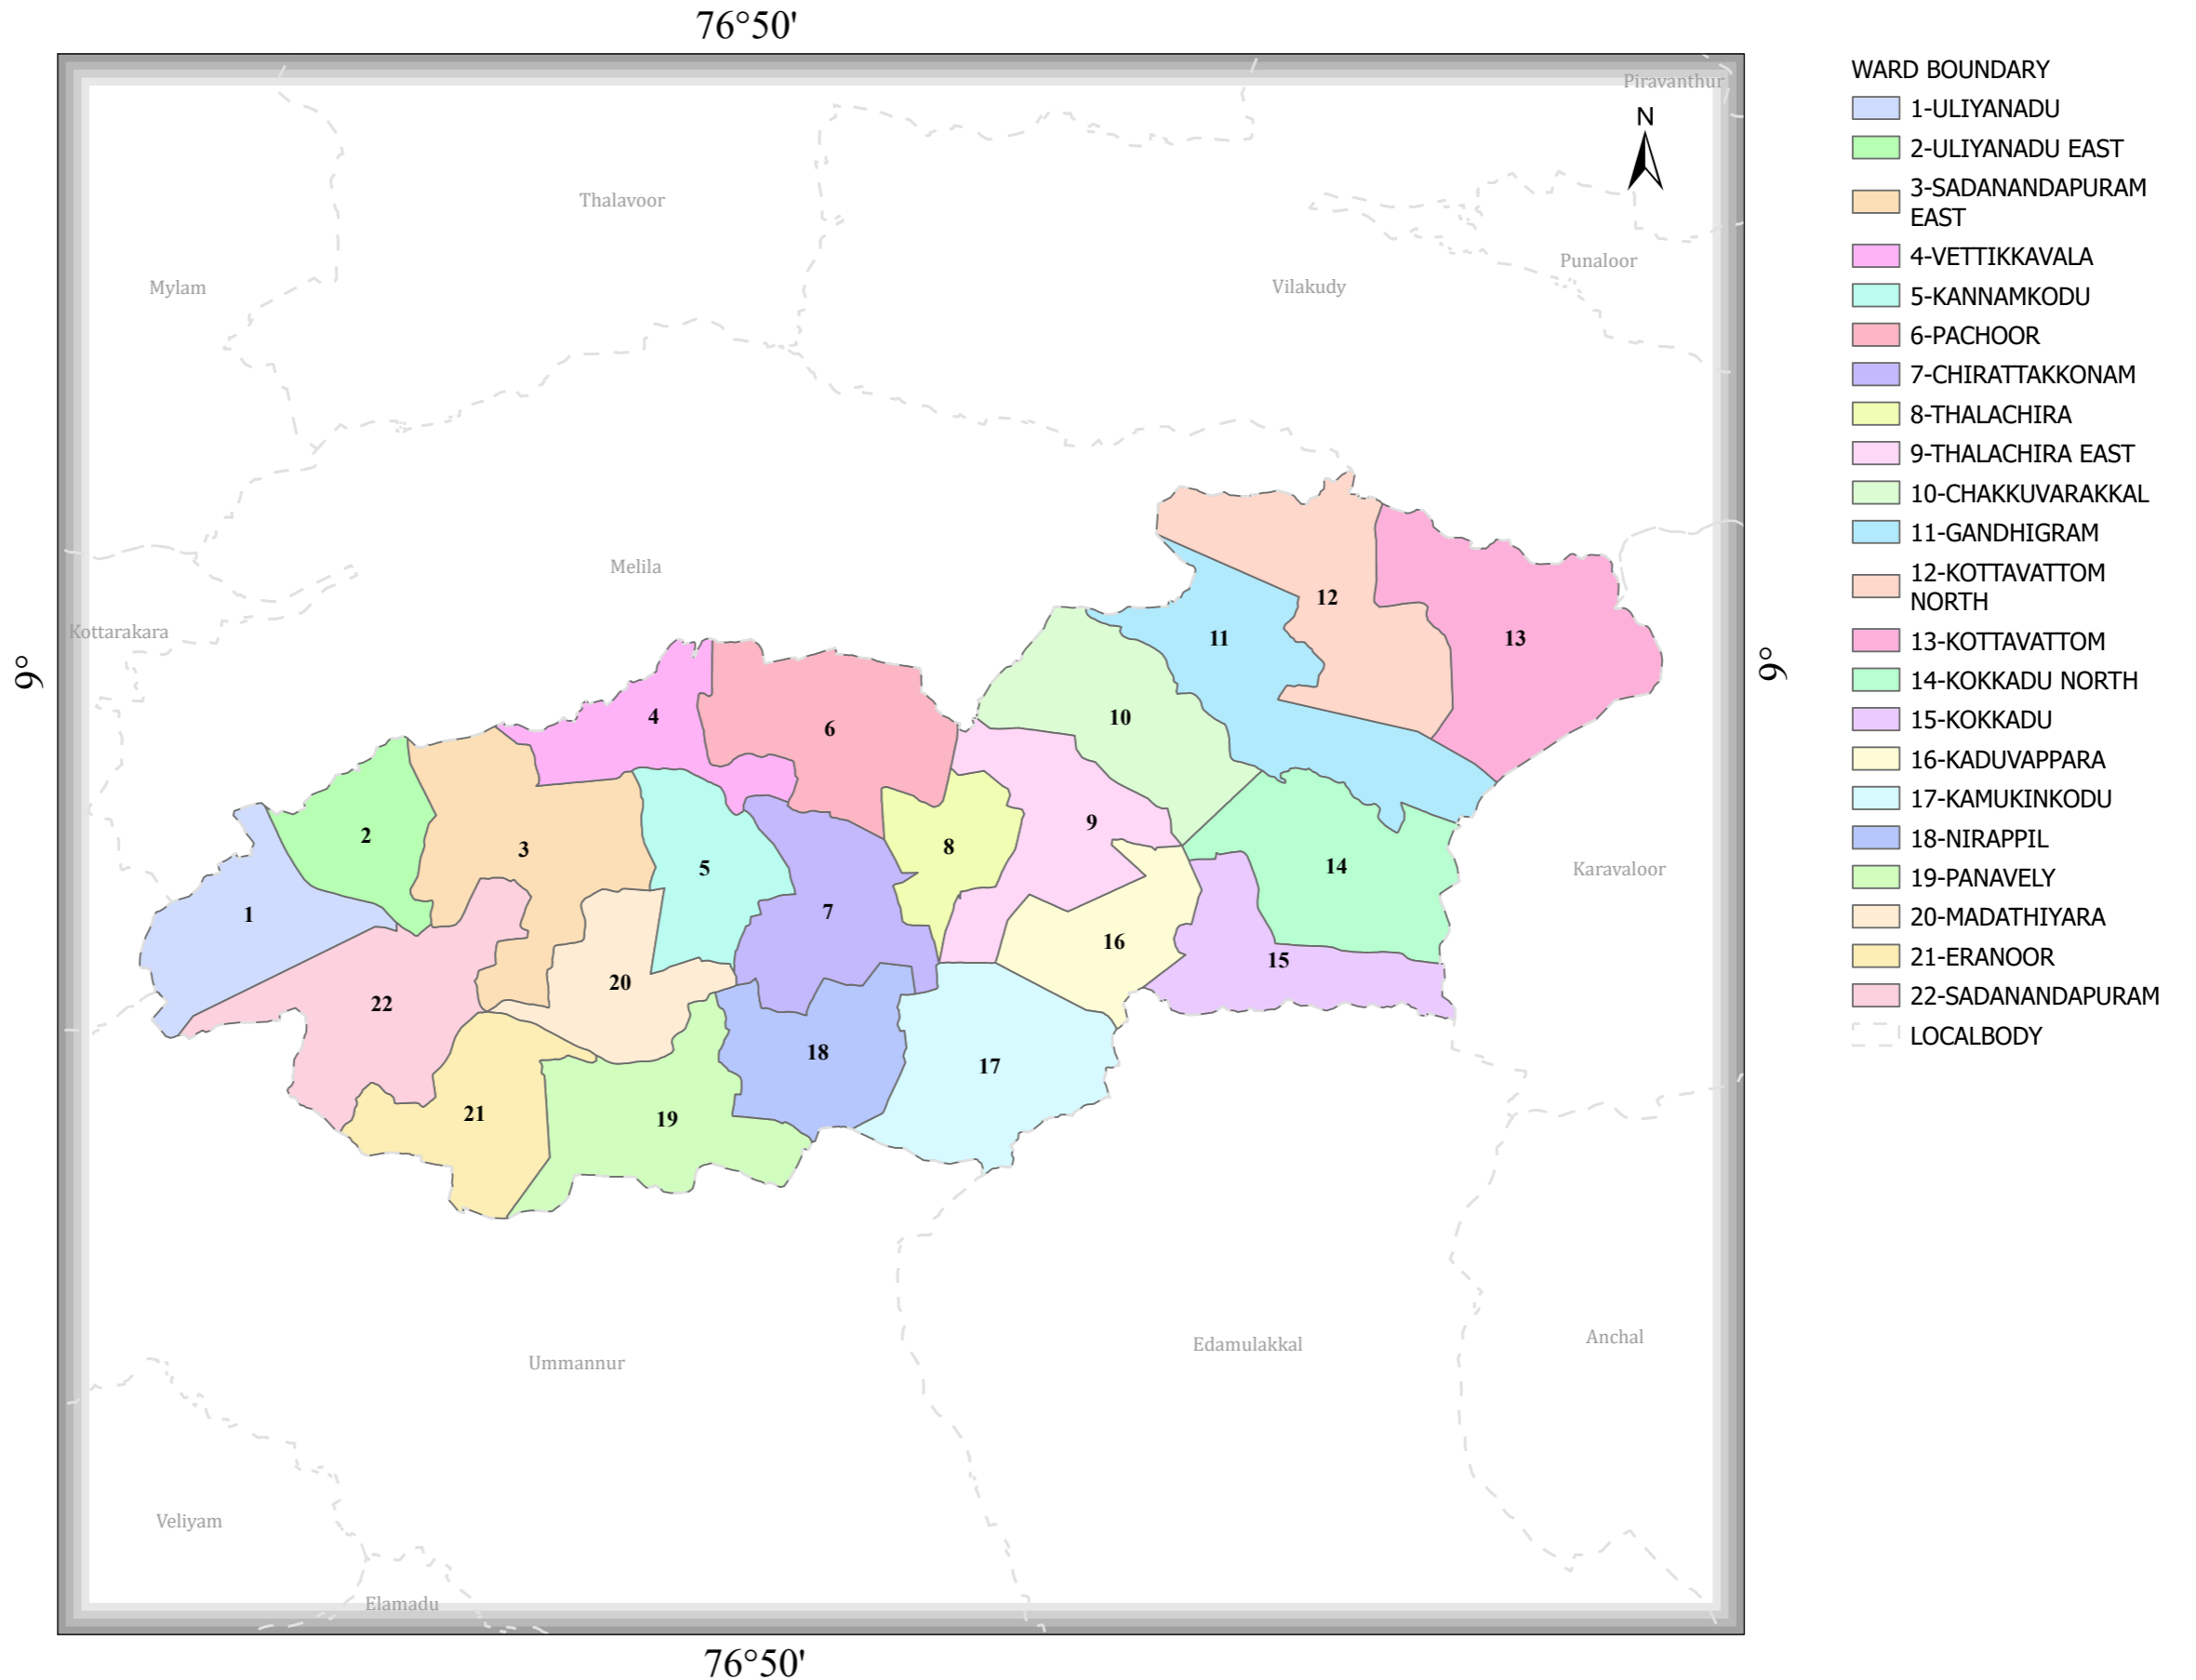 76°50'
Piravanthur
N
Thalavoor
Punaloor
Mylam
Vilakudy
Melila
Kottarakara
9°
9°
12
11
13
4
10
6
2
3
9
5
8
14
1
7
16
15
20
22
18
17
21
19
Karavaloor
Ummannur
Edamulakkal
Anchal
Veliyam
Elamadu
76°50'
WARD BOUNDARY
1-ULIYANADU
2-ULIYANADU EAST
3-SADANANDAPURAM
EAST
4-VETTIKKAVALA
5-KANNAMKODU
6-PACHOOR
7-CHIRATTAKKONAM
8-THALACHIRA
9-THALACHIRA EAST
10-CHAKKUVARAKKAL
11-GANDHIGRAM
12-KOTTAVATTOM
NORTH
13-KOTTAVATTOM
14-KOKKADU NORTH
15-KOKKADU
16-KADUVAPPARA
17-KAMUKINKODU
18-NIRAPPIL
19-PANAVELY
20-MADATHIYARA
21-ERANOOR
22-SADANANDAPURAM
LOCALBODY